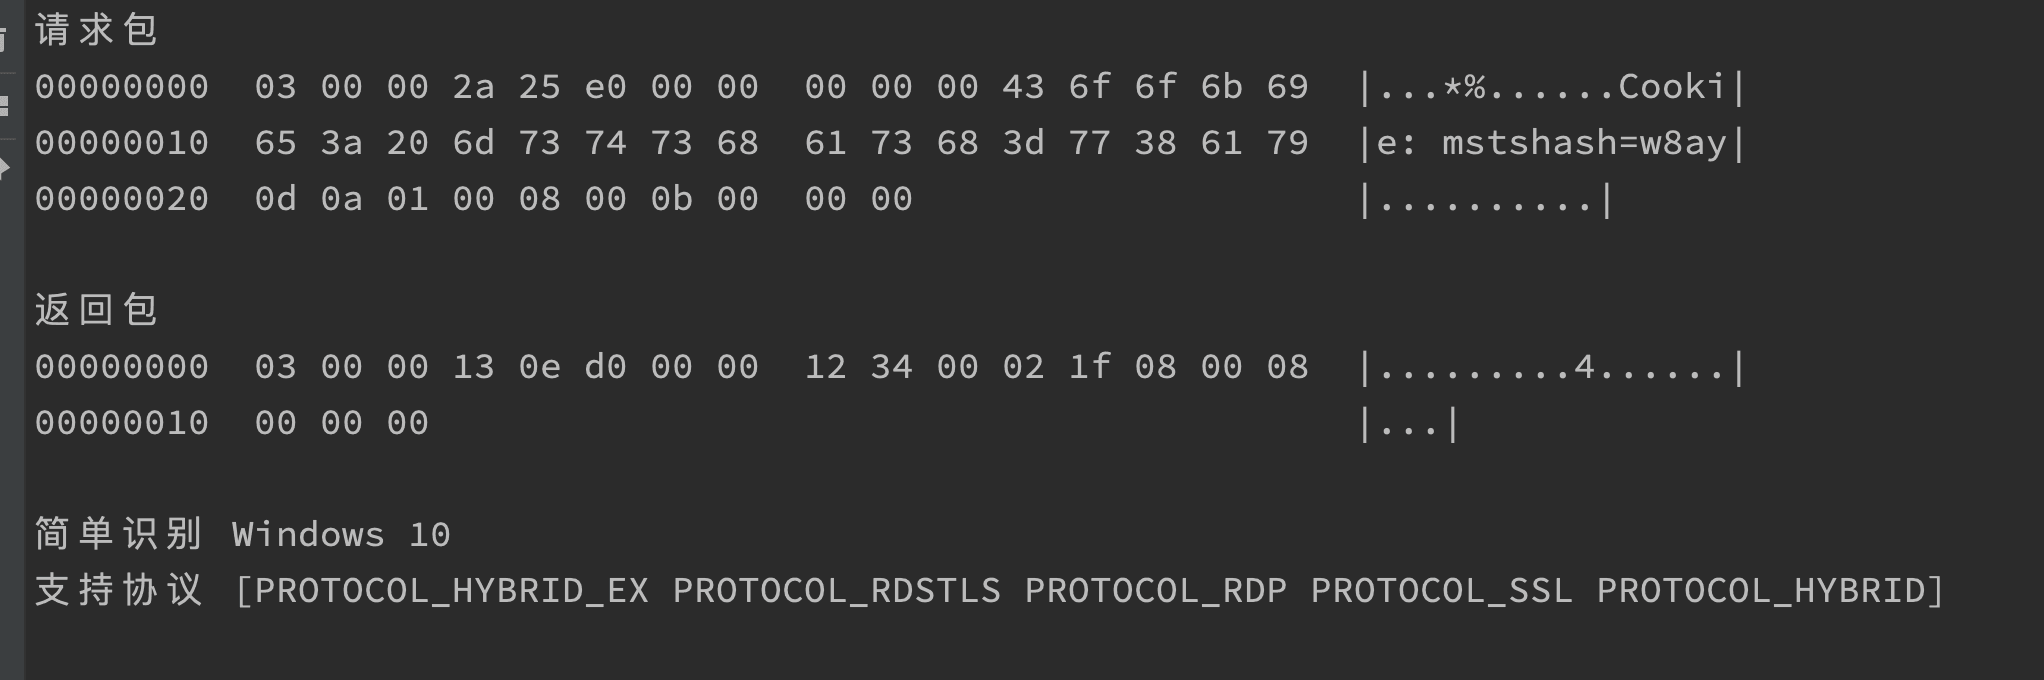 请求包
00000000  03 00 00 2a 25 e0 00 00  00 00 00 43 6f 6f 6b 69  |...*%......Cooki|
00000010  65 3a 20 6d 73 74 73 68  61 73 68 3d 77 38 61 79  |e: mstshash=w8ay|
00000020  0d 0a 01 00 08 00 0b 00  00 00                    |..........|
返回包
00000000  03 00 00 13 0e d0 00 00  12 34 00 02 1f 08 00 08  |.........4......|
00000010  00 00 00                                          |...|
简单识别 Windows 10
支持协议 [PROTOCOL_HYBRID_EX PROTOCOL_RDSTLS PROTOCOL_RDP PROTOCOL_SSL PROTOCOL_HYBRID]